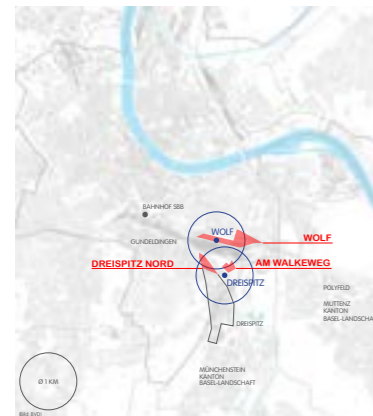 BAHNHOF SBB
WOLF
GUNDELDINGEN
WOLF
DREISPITZ NORD
AM WALKEWEG
DREISPITZ
POLYFELD
MUTTENZ
KANTON
BASEL-LANDSCHA
DREISPITZ
MÜNCHENSTEIN
KANTON
BASEL-LANDSCHAFT
Ø 1 KM